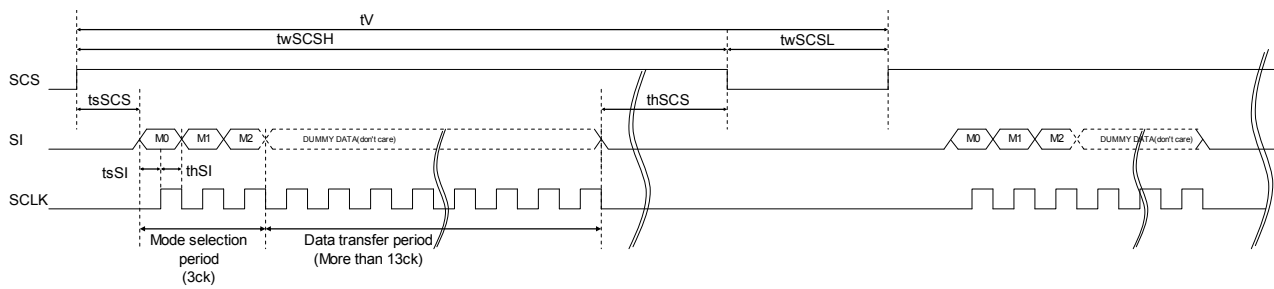 tV
twSCSH twSCSL
SCS
tsSCS thSCS
SI M0 M1 M2 DUMMY DATA(don't care) M0 M1 M2 DUMMY DATA(don't care)
tsSI thSI
SCLK
Mode selection Data transfer period
period (More than 13ck)
(3ck)